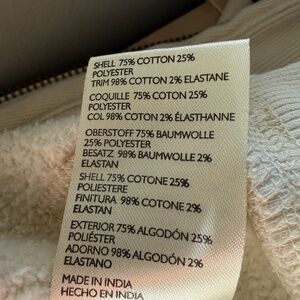 SHELL 75% COTTON 25%
POLYESTER
TRIM 98% COTTON 2% ELASTANE
COQUILLE 75% COTON 25%
POLYESTER
COL 98% COTON 2% ÉLASTHANNE
OBERSTOFF 75% BAUMWOLLE
25% POLYESTER
BESATZ 98% BAUMWOLLE 2%
ELASTAN
SHELL 75% COTONE 25%
POLIESTERE
FINITURA 98% COTONE 2%
ELASTAN
EXTERIOR 75% ALGODÓN 25%
POLIÉSTER
ADORNO 98% ALGODÓN 2%
ELASTANO
MADE IN INDIA
HECHO EN INDIA